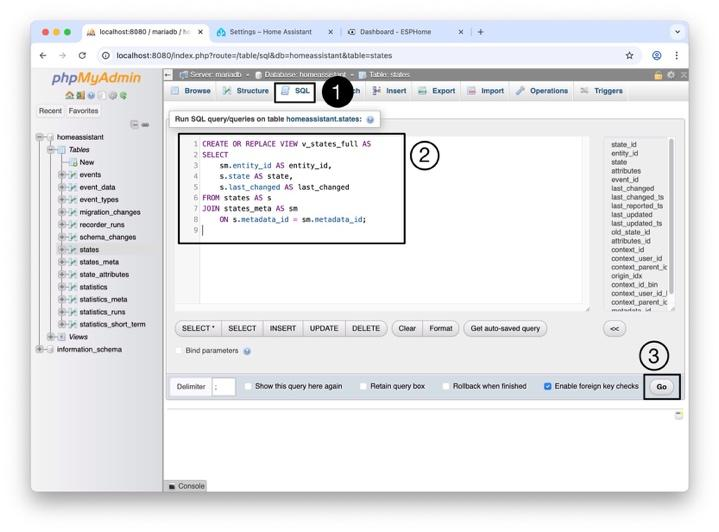 localhost:8080 / mariadb / ho
Settings – Home Assistant
Dashboard - ESPHome
localhost:8080/index.php?route=/table/sql&db=homeassistant&table=states
phpMyAdmin
Recent Favorites
homeassistant
Tables
New
events
event_data
event_types
migration_changes
recorder_runs
schema_changes
states
states_meta
state_attributes
statistics
statistics_meta
statistics_runs
statistics_short_term
Views
information_schema
Server: mariadb » Database: homeassistant » Table: states
Browse Structure SQL 1 Insert Export Import Operations Triggers
Run SQL query/queries on table homeassistant.states:
1 CREATE OR REPLACE VIEW v_states_full AS
2 SELECT
3 sm.entity_id AS entity_id,
4 s.state AS state,
5 s.last_changed AS last_changed
6 FROM states AS s
7 JOIN states_meta AS sm
8 ON s.metadata_id = sm.metadata_id;
9
2
state_id
entity_id
state
attributes
event_id
last_changed
last_changed_ts
last_reported_ts
last_updated
last_updated_ts
old_state_id
attributes_id
context_id
context_user_id
context_parent_ic
origin_idx
context_id_bin
context_user_id_l
context_parent_ic
metadata_id
SELECT * SELECT INSERT UPDATE DELETE Clear Format Get auto-saved query <<
Bind parameters
3
Delimiter ; Show this query here again Retain query box Rollback when finished Enable foreign key checks Go
Console